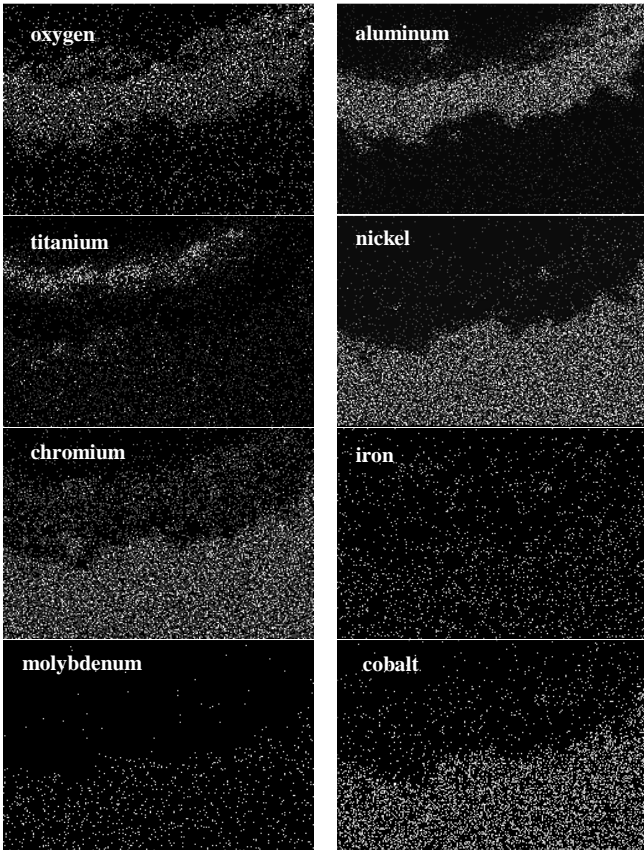 oxygen
aluminum
titanium
nickel
chromium
iron
molybdenum
cobalt